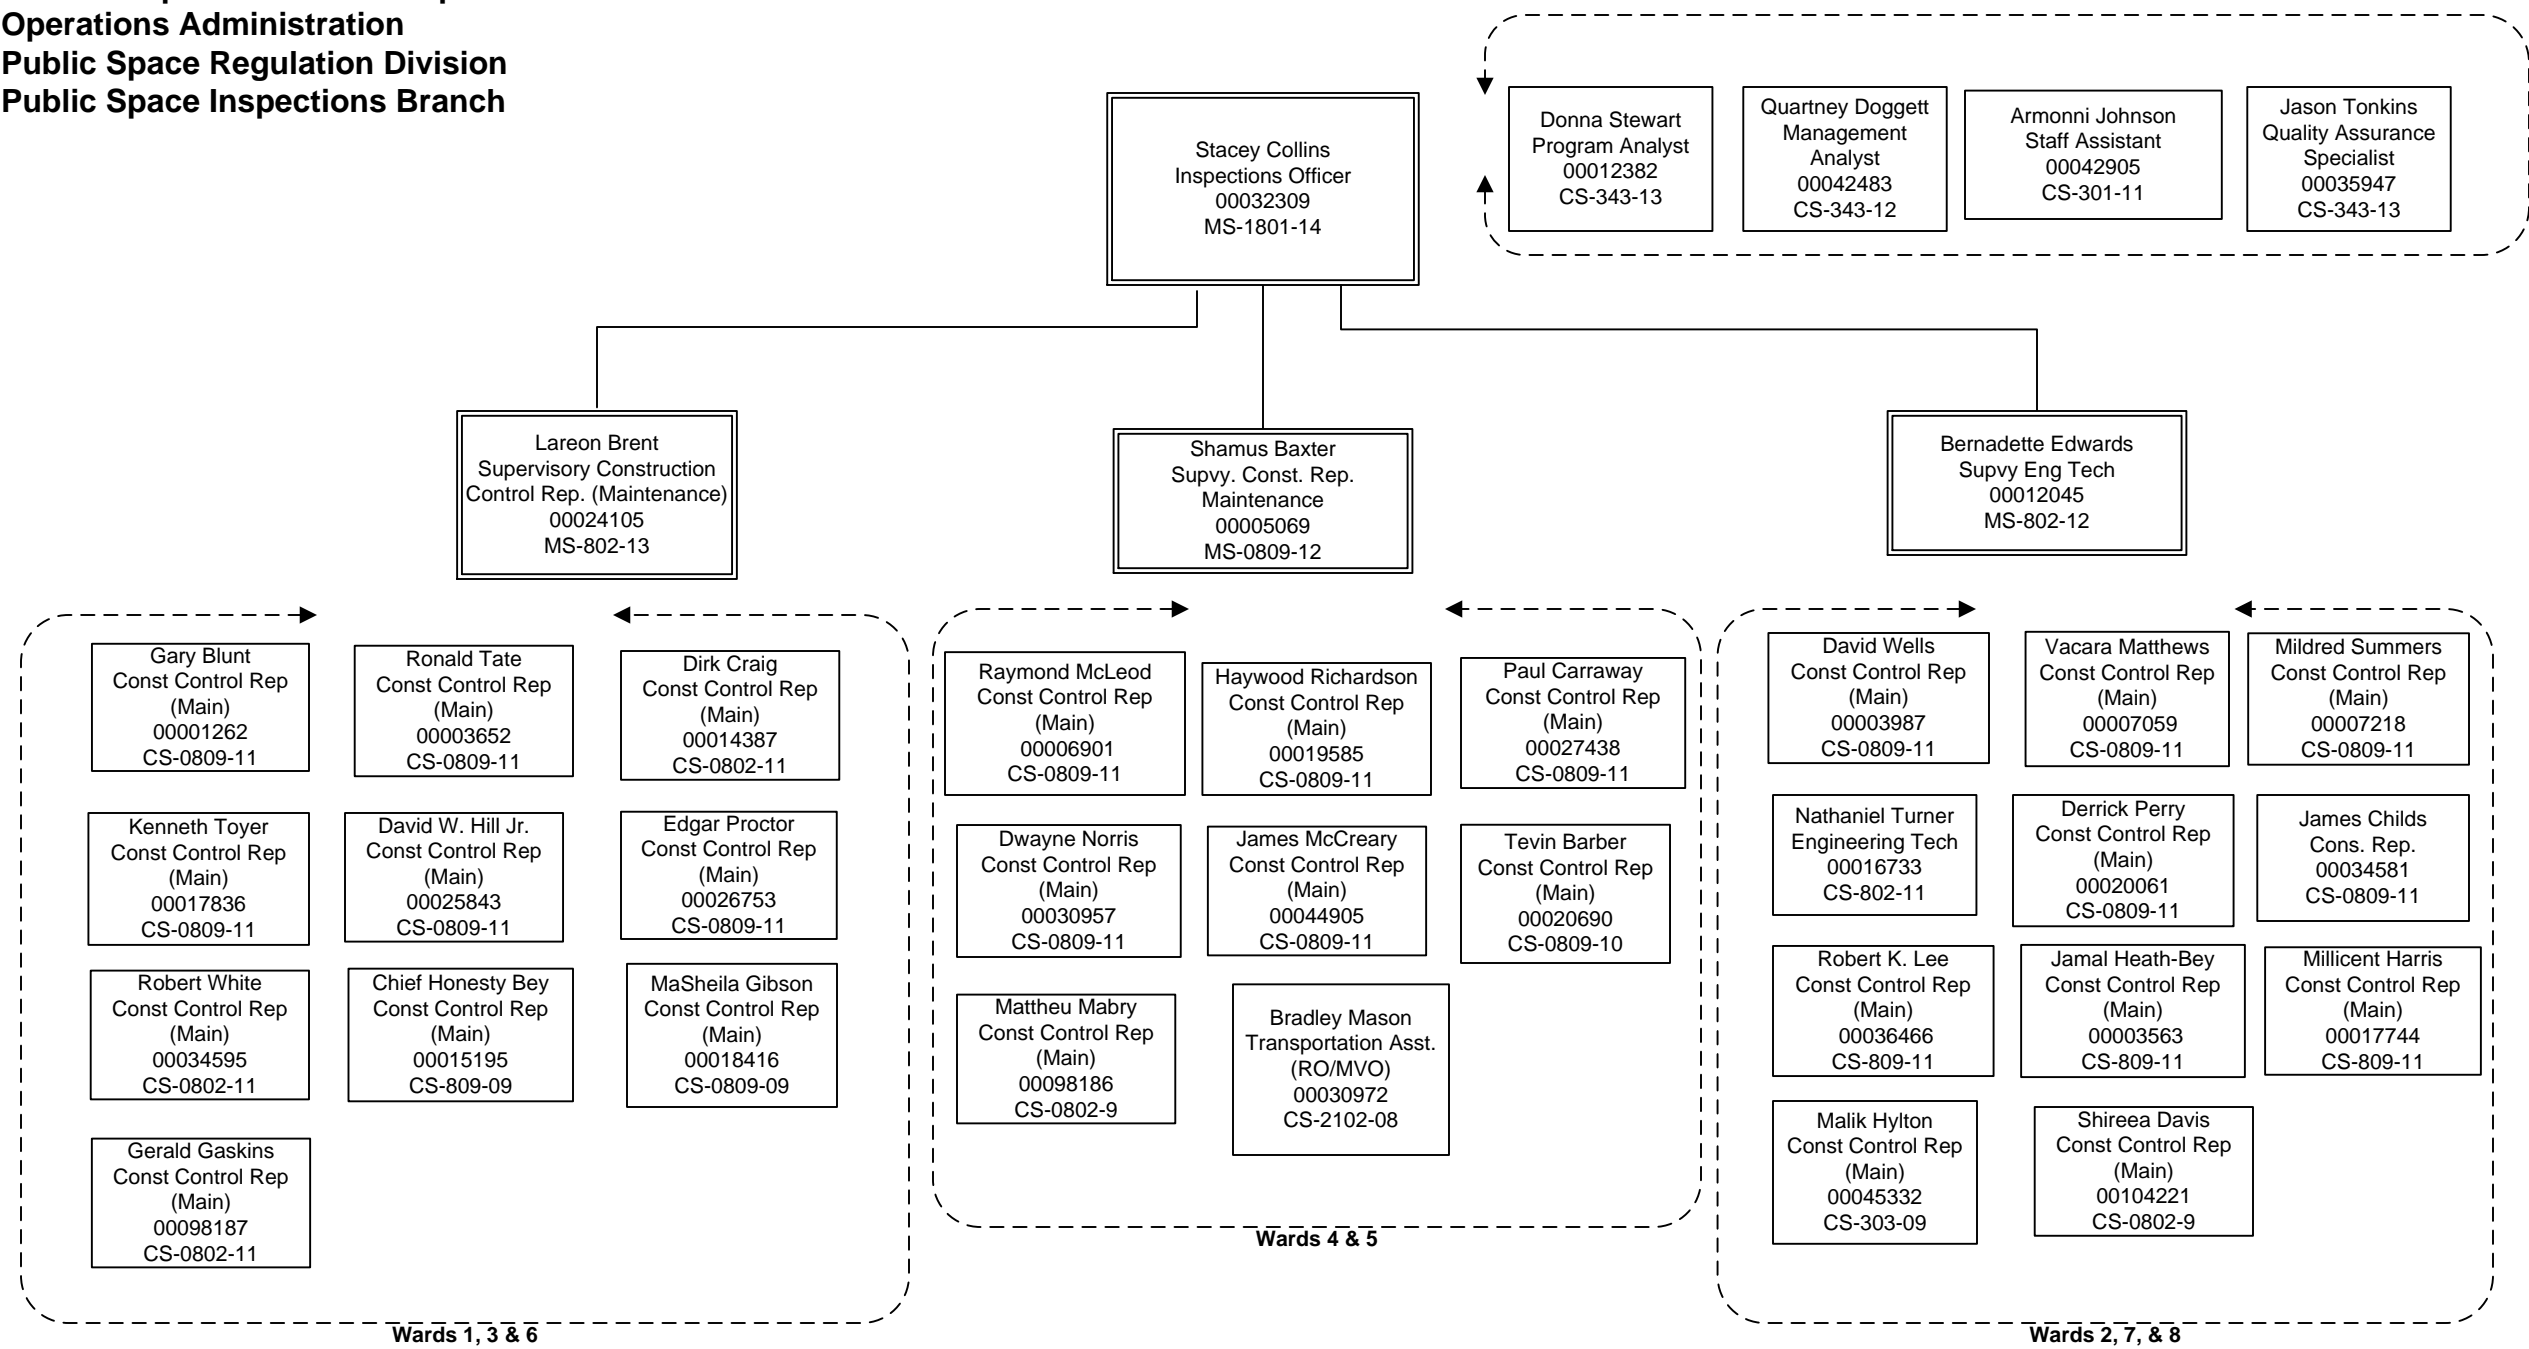 Operations Administration
Public Space Regulation Division
Public Space Inspections Branch
Stacey Collins
Inspections Officer
00032309
MS-1801-14
Donna Stewart
Program Analyst
00012382
CS-343-13
Quartney Doggett
Management
Analyst
00042483
CS-343-12
Armonni Johnson
Staff Assistant
00042905
CS-301-11
Jason Tonkins
Quality Assurance
Specialist
00035947
CS-343-13
Lareon Brent
Supervisory Construction
Control Rep. (Maintenance)
00024105
MS-802-13
Shamus Baxter
Supvy. Const. Rep.
Maintenance
00005069
MS-0809-12
Bernadette Edwards
Supvy Eng Tech
00012045
MS-802-12
Gary Blunt
Const Control Rep
(Main)
00001262
CS-0809-11
Ronald Tate
Const Control Rep
(Main)
00003652
CS-0809-11
Dirk Craig
Const Control Rep
(Main)
00014387
CS-0802-11
Kenneth Toyer
Const Control Rep
(Main)
00017836
CS-0809-11
David W. Hill Jr.
Const Control Rep
(Main)
00025843
CS-0809-11
Edgar Proctor
Const Control Rep
(Main)
00026753
CS-0809-11
Robert White
Const Control Rep
(Main)
00034595
CS-0802-11
Chief Honesty Bey
Const Control Rep
(Main)
00015195
CS-809-09
MaSheila Gibson
Const Control Rep
(Main)
00018416
CS-0809-09
Gerald Gaskins
Const Control Rep
(Main)
00098187
CS-0802-11
Wards 1, 3 & 6
Raymond McLeod
Const Control Rep
(Main)
00006901
CS-0809-11
Haywood Richardson
Const Control Rep
(Main)
00019585
CS-0809-11
Paul Carraway
Const Control Rep
(Main)
00027438
CS-0809-11
Dwayne Norris
Const Control Rep
(Main)
00030957
CS-0809-11
James McCreary
Const Control Rep
(Main)
00044905
CS-0809-11
Tevin Barber
Const Control Rep
(Main)
00020690
CS-0809-10
Mattheu Mabry
Const Control Rep
(Main)
00098186
CS-0802-9
Bradley Mason
Transportation Asst.
(RO/MVO)
00030972
CS-2102-08
Wards 4 & 5
David Wells
Const Control Rep
(Main)
00003987
CS-0809-11
Vacara Matthews
Const Control Rep
(Main)
00007059
CS-0809-11
Mildred Summers
Const Control Rep
(Main)
00007218
CS-0809-11
Nathaniel Turner
Engineering Tech
00016733
CS-802-11
Derrick Perry
Const Control Rep
(Main)
00020061
CS-0809-11
James Childs
Cons. Rep.
00034581
CS-0809-11
Robert K. Lee
Const Control Rep
(Main)
00036466
CS-809-11
Jamal Heath-Bey
Const Control Rep
(Main)
00003563
CS-809-11
Millicent Harris
Const Control Rep
(Main)
00017744
CS-809-11
Malik Hylton
Const Control Rep
(Main)
00045332
CS-303-09
Shireea Davis
Const Control Rep
(Main)
00104221
CS-0802-9
Wards 2, 7, & 8